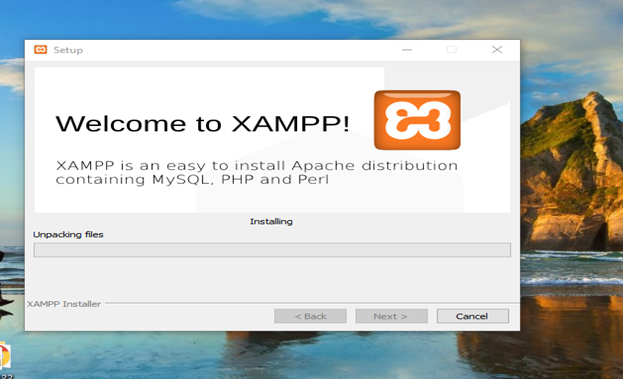 Setup
Welcome to XAMPP!
XAMPP is an easy to install Apache distribution
containing MySQL, PHP and Perl
Installing
Unpacking files
XAMPP Installer
< Back
Next >
Cancel